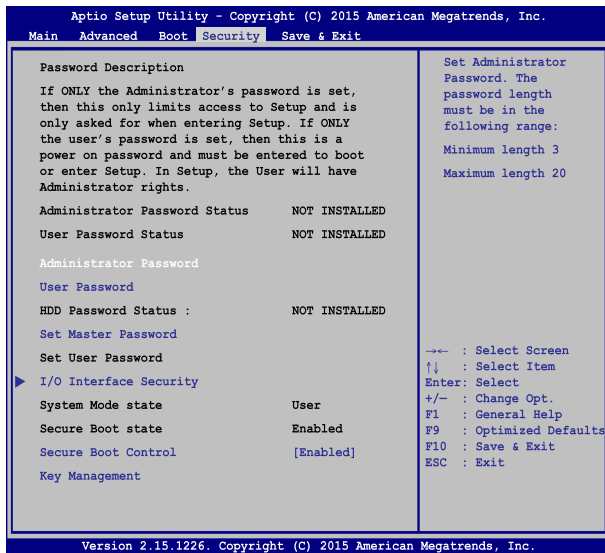 Aptio Setup Utility - Copyright (C) 2015 American Megatrends, Inc.
Main Advanced Boot Security Save & Exit
Password Description
If ONLY the Administrator's password is set,
then this only limits access to Setup and is
only asked for when entering Setup. If ONLY
the user's password is set, then this is a
power on password and must be entered to boot
or enter Setup. In Setup, the User will have
Administrator rights.
Administrator Password Status NOT INSTALLED
User Password Status NOT INSTALLED
Administrator Password
User Password
HDD Password Status : NOT INSTALLED
Set Master Password
Set User Password
I/O Interface Security
System Mode state User
Secure Boot state Enabled
Secure Boot Control [Enabled]
Key Management
Set Administrator
Password. The
password length
must be in the
following range:
Minimum length 3
Maximum length 20
→← : Select Screen
↑↓ : Select Item
Enter: Select
+/— : Change Opt.
F1 : General Help
F9 : Optimized Defaults
F10 : Save & Exit
ESC : Exit
Version 2.15.1226. Copyright (C) 2015 American Megatrends, Inc.